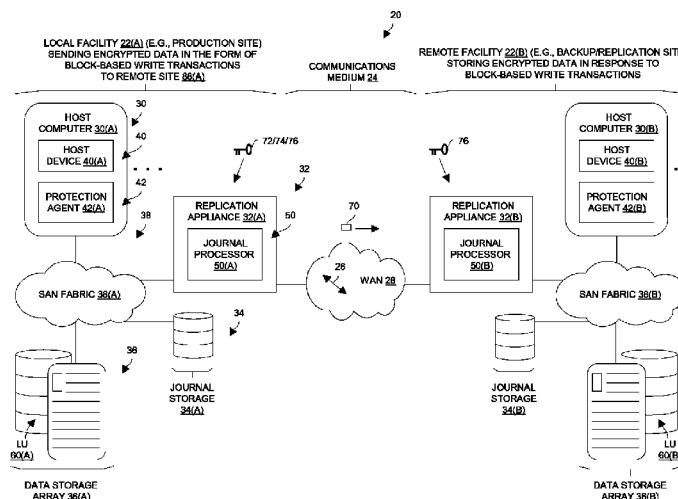 20
LOCAL FACILITY 22(A) (E.G., PRODUCTION SITE)
SENDING ENCRYPTED DATA IN THE FORM OF
BLOCK-BASED WRITE TRANSACTIONS
TO REMOTE SITE 88(A)
COMMUNICATIONS
MEDIUM 24
REMOTE FACILITY 22(B) (E.G., BACKUP/REPLICATION SITE
STORING ENCRYPTED DATA IN RESPONSE TO
BLOCK-BASED WRITE TRANSACTIONS
30
HOST
COMPUTER 30(A)
40
HOST
DEVICE 40(A)
42
PROTECTION
AGENT 42(A)
38
72/74/76
32
REPLICATION
APPLIANCE 32(A)
50
JOURNAL
PROCESSOR
50(A)
70
26
WAN 28
76
REPLICATION
APPLIANCE 32(B)
JOURNAL
PROCESSOR
50(B)
HOST
COMPUTER 30(B)
HOST
DEVICE 40(B)
PROTECTION
AGENT 42(B)
SAN FABRIC 38(A)
34
36
JOURNAL
STORAGE
34(A)
LU
60(A)
DATA STORAGE
ARRAY 36(A)
SAN FABRIC 38(B)
JOURNAL
STORAGE
34(B)
LU
60(B)
DATA STORAGE
ARRAY 36(B)